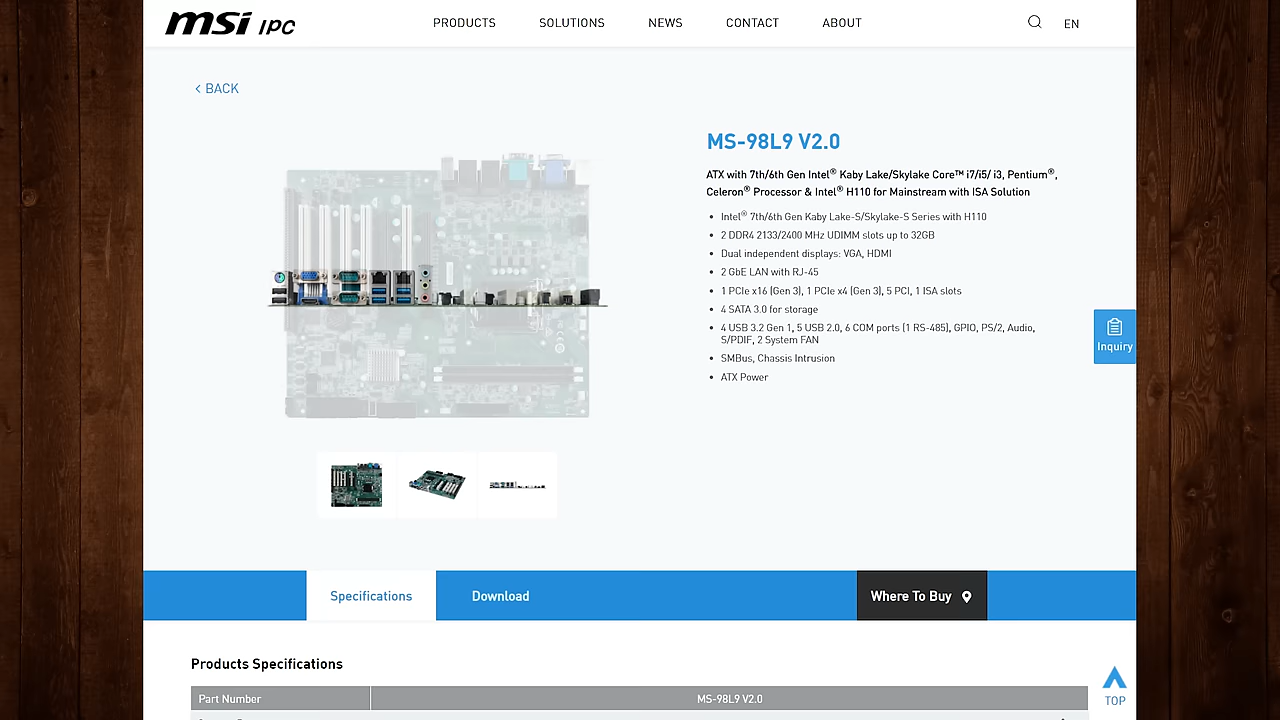 msi IPC
PRODUCTS
SOLUTIONS
NEWS
CONTACT
ABOUT
EN
< BACK
MS-98L9 V2.0
ATX with 7th/6th Gen Intel® Kaby Lake/Skylake Core™ i7/i5/ i3, Pentium®,
Celeron® Processor & Intel® H110 for Mainstream with ISA Solution
• Intel® 7th/6th Gen Kaby Lake-S/Skylake-S Series with H110
• 2 DDR4 2133/2400 MHz UDIMM slots up to 32GB
• Dual independent displays: VGA, HDMI
• 2 GbE LAN with RJ-45
• 1 PCIe x16 (Gen 3), 1 PCIe x4 (Gen 3), 5 PCI, 1 ISA slots
• 4 SATA 3.0 for storage
• 4 USB 3.2 Gen 1, 5 USB 2.0, 6 COM ports (1 RS-485), GPIO, PS/2, Audio,
S/PDIF, 2 System FAN
• SMBus, Chassis Intrusion
• ATX Power
Inquiry
Specifications
Download
Where To Buy
Products Specifications
Part Number
MS-98L9 V2.0
TOP